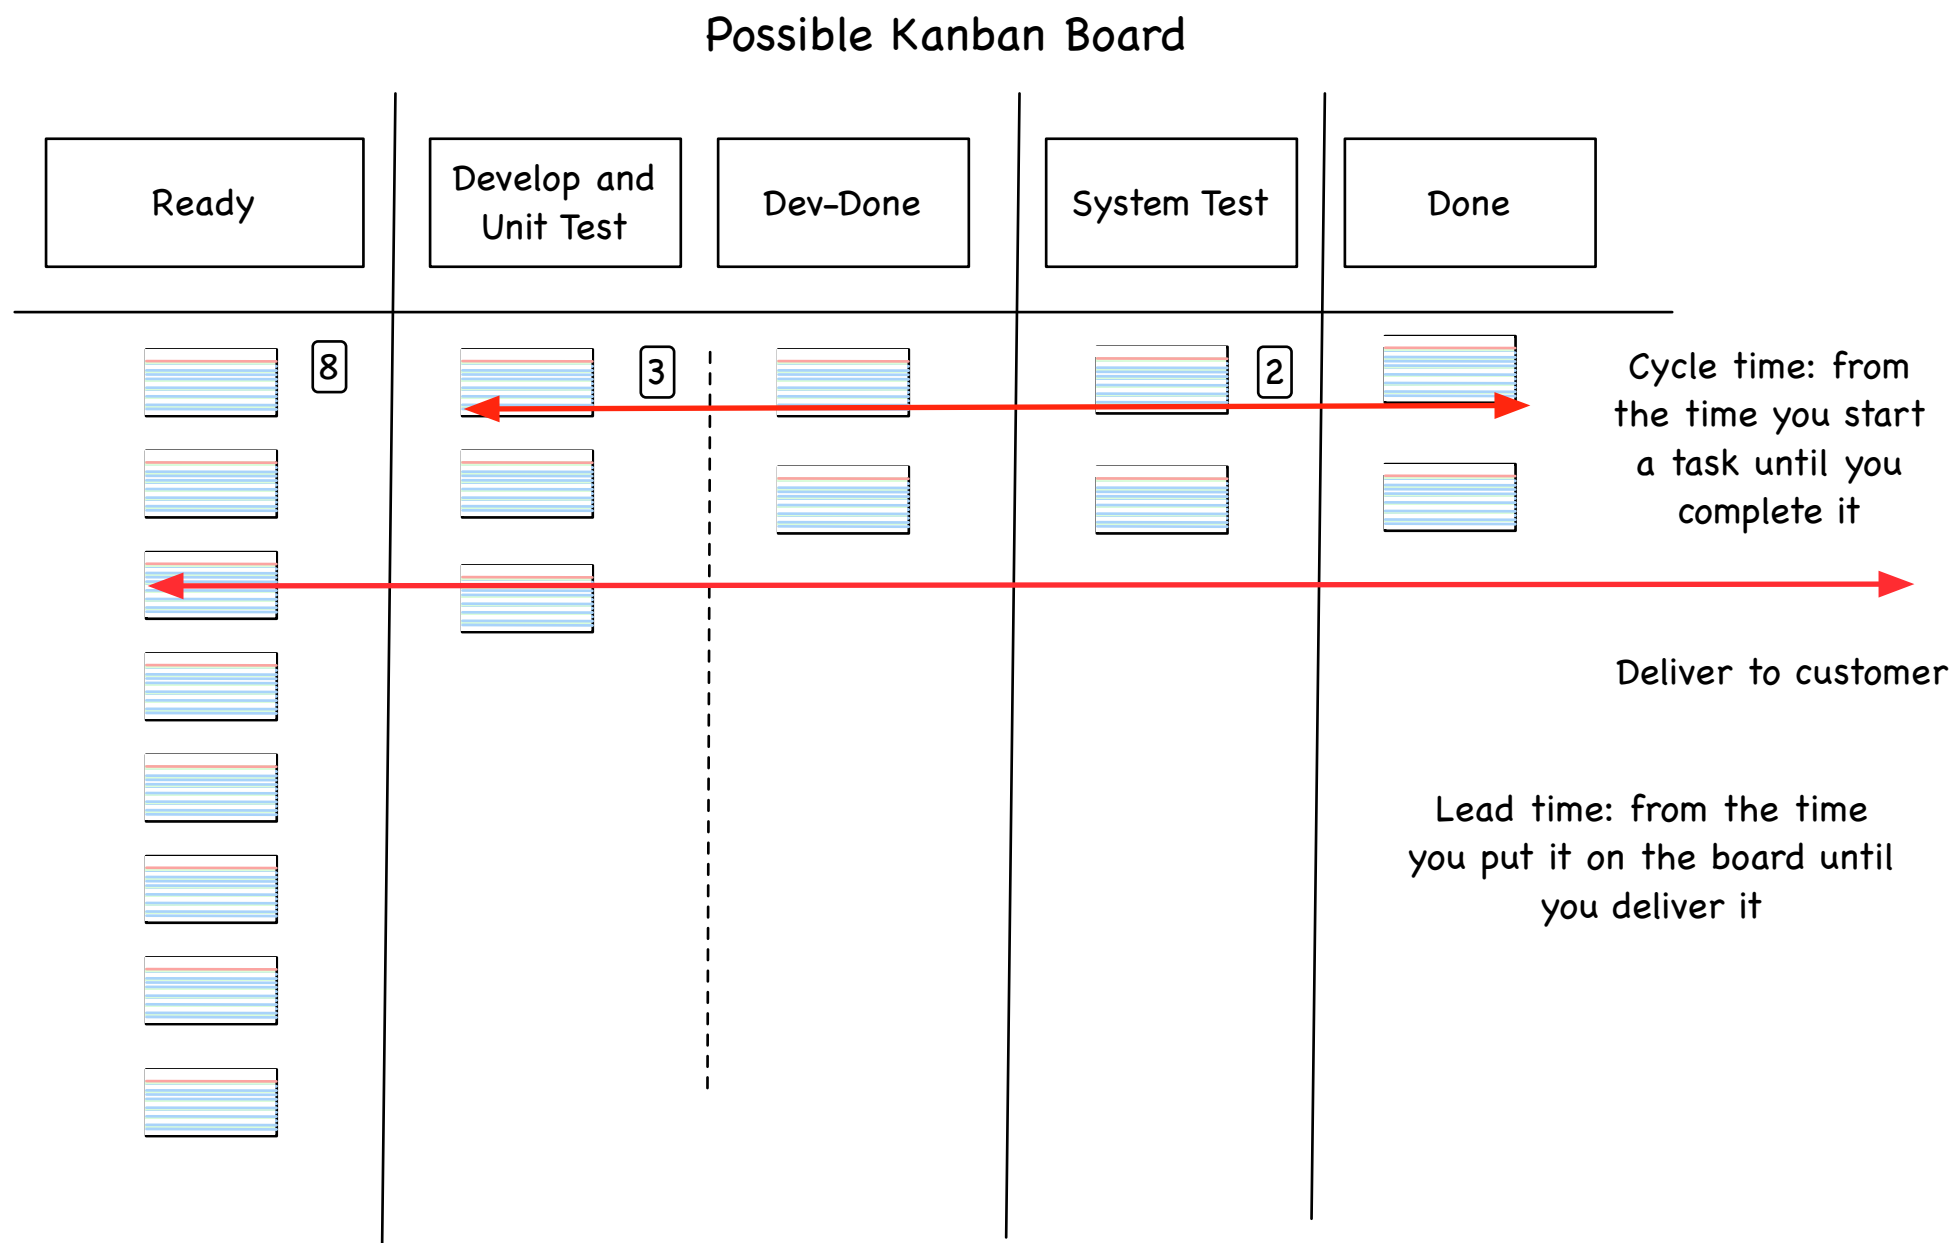 Possible Kanban Board
Ready
Develop and
Unit Test
Dev-Done
System Test
Done
8
3
2
Cycle time: from
the time you start
a task until you
complete it
Deliver to customer
Lead time: from the time
you put it on the board until
you deliver it